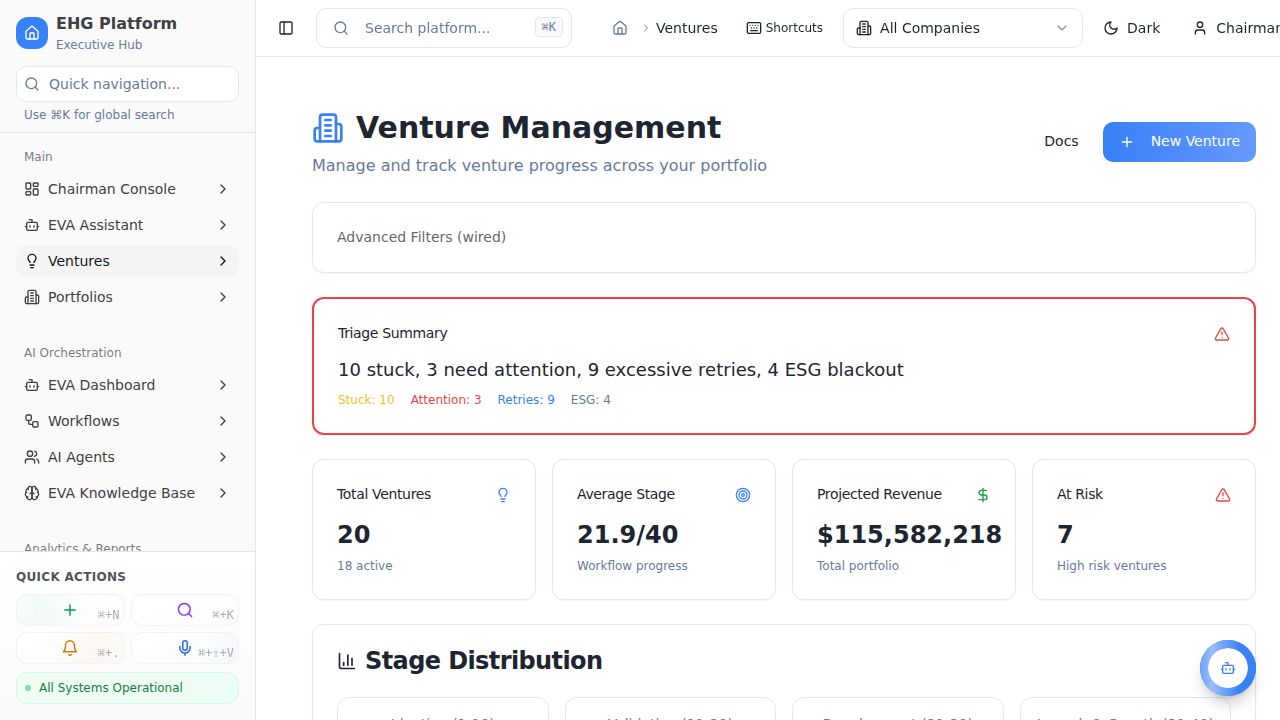 EHG Platform
Executive Hub
Quick navigation...
Use ⌘K for global search
Main
Chairman Console
EVA Assistant
Ventures
Portfolios
AI Orchestration
EVA Dashboard
Workflows
AI Agents
EVA Knowledge Base
Analytics & Reports
QUICK ACTIONS
⌘+N
⌘+K
⌘+.
⌘+⇧+V
All Systems Operational
Search platform...
⌘K
Ventures
Shortcuts
All Companies
Dark
Chairman
Venture Management
Manage and track venture progress across your portfolio
Docs
New Venture
Advanced Filters (wired)
Triage Summary
10 stuck, 3 need attention, 9 excessive retries, 4 ESG blackout
Stuck: 10 Attention: 3 Retries: 9 ESG: 4
Total Ventures
20
18 active
Average Stage
21.9/40
Workflow progress
Projected Revenue
$115,582,218
Total portfolio
At Risk
7
High risk ventures
Stage Distribution